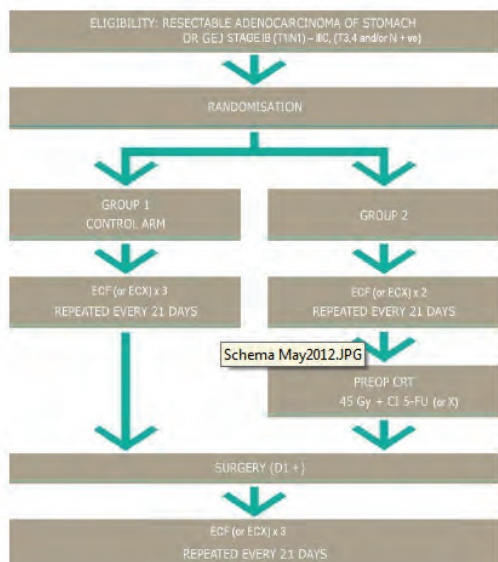 ELIGIBILITY: RESECTABLE ADENOCARCINOMA OF STOMACH
OR GEJ STAGE IB (T1N1) – IIIC, (T3,4 and/or N + ve)
RANDOMISATION
GROUP 1
CONTROL ARM
GROUP 2
ECF (or ECX) x 3
REPEATED EVERY 21 DAYS
ECF (or ECX) x 2
REPEATED EVERY 21 DAYS
Schema May2012.JPG
PREOP CRT
45 Gy + CI 5-FU (or X)
SURGERY (D1 +)
ECF (or ECX) x 3
REPEATED EVERY 21 DAYS